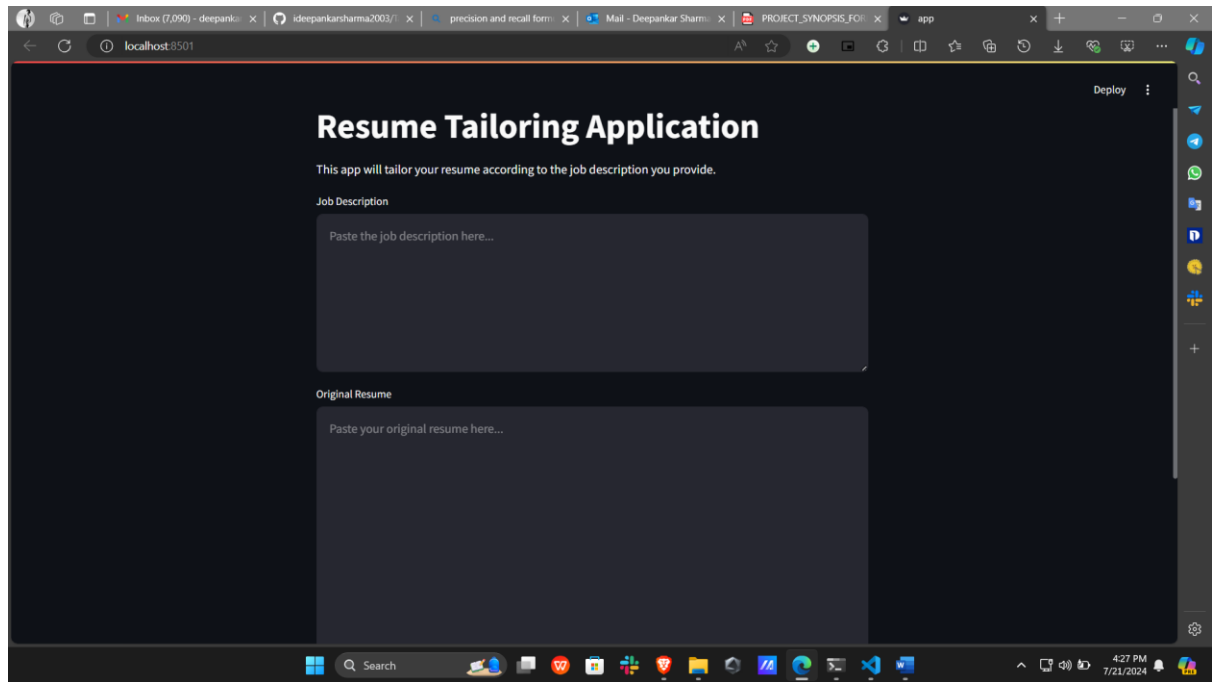 Inbox (7,090) - deepanka
ideepankarsharma2003/
precision and recall form
Mail - Deepankar Sharm
PROJECT_SYNOPSIS_FOR
app
localhost:8501
Deploy
Resume Tailoring Application
This app will tailor your resume according to the job description you provide.
Job Description
Paste the job description here...
Original Resume
Paste your original resume here...
Search
4:27 PM
7/21/2024